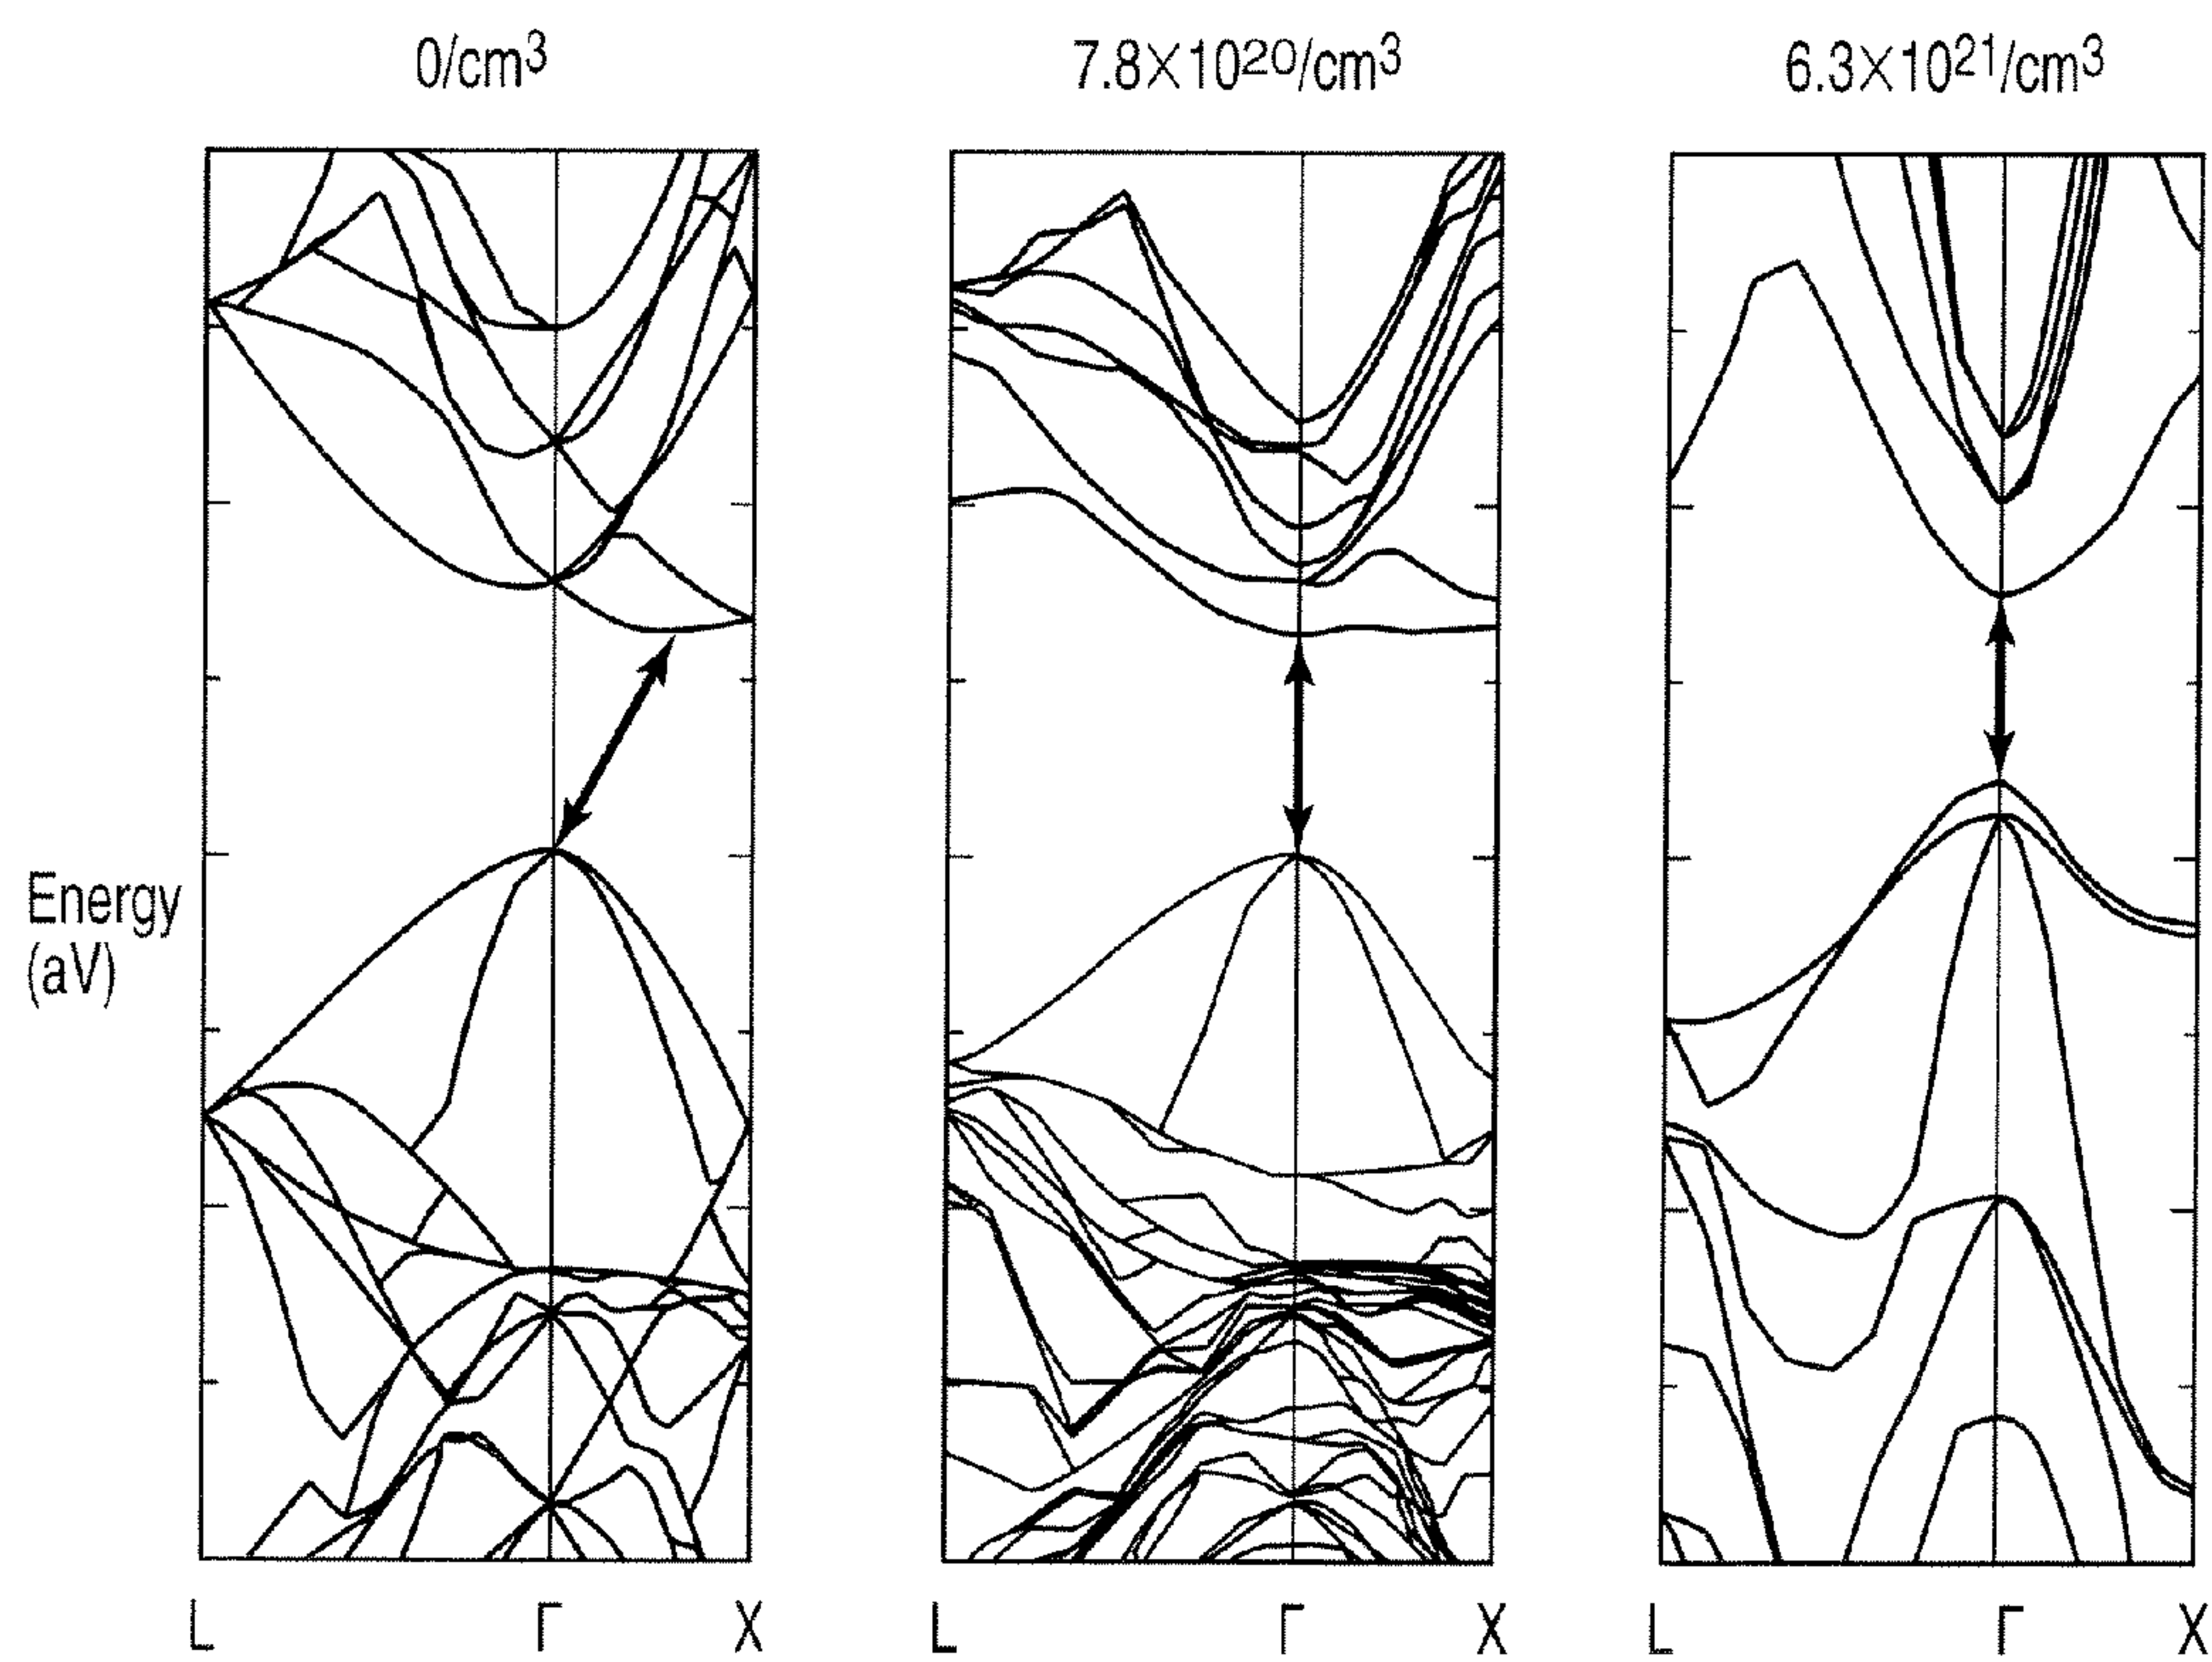 0/cm³
7.8×10²⁰/cm³
6.3×10²¹/cm³
Energy
(aV)
L Γ X
L Γ X
L Γ X